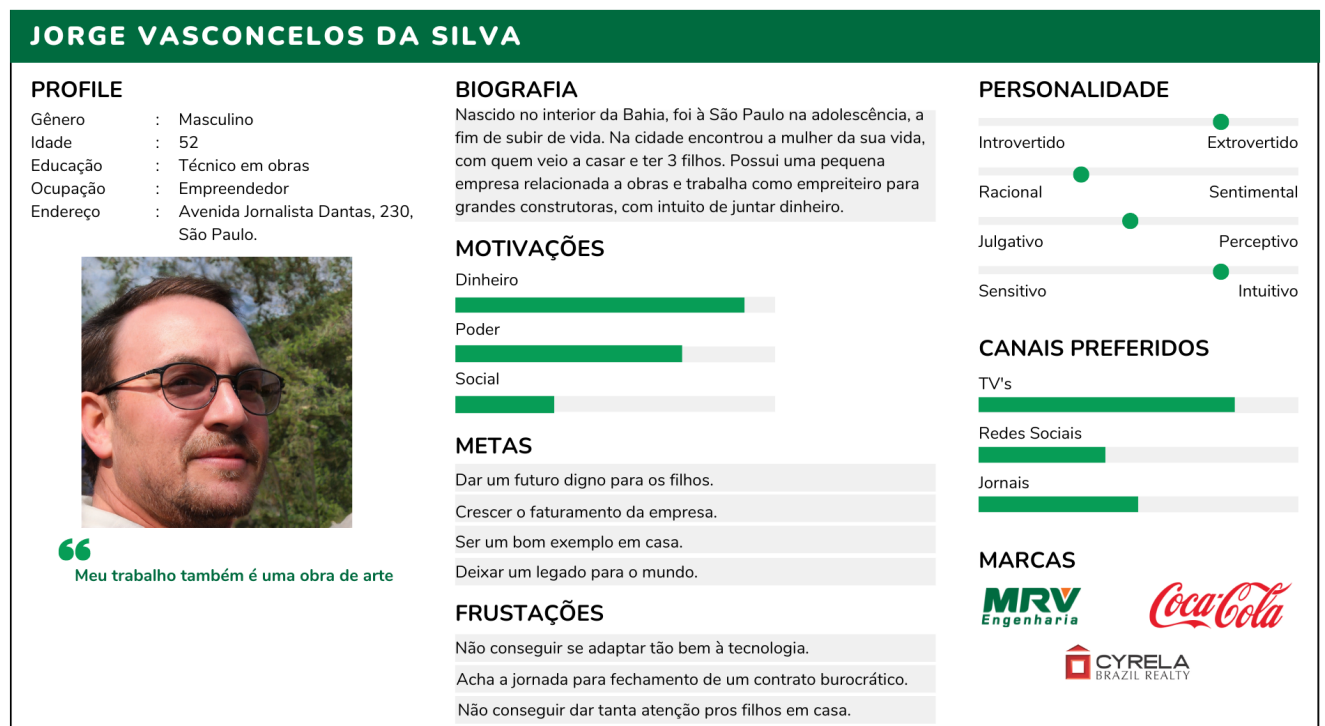 JORGE VASCONCELOS DA SILVA
PROFILE
Gênero : Masculino
Idade : 52
Educação : Técnico em obras
Ocupação : Empreendedor
Endereço : Avenida Jornalista Dantas, 230,
São Paulo.
Meu trabalho também é uma obra de arte
BIOGRAFIA
Nascido no interior da Bahia, foi à São Paulo na adolescência, a
fim de subir de vida. Na cidade encontrou a mulher da sua vida,
com quem veio a casar e ter 3 filhos. Possui uma pequena
empresa relacionada a obras e trabalha como empreiteiro para
grandes construtoras, com intuito de juntar dinheiro.
MOTIVAÇÕES
Dinheiro
Poder
Social
METAS
Dar um futuro digno para os filhos.
Crescer o faturamento da empresa.
Ser um bom exemplo em casa.
Deixar um legado para o mundo.
FRUSTAÇÕES
Não conseguir se adaptar tão bem à tecnologia.
Acha a jornada para fechamento de um contrato burocrático.
Não conseguir dar tanta atenção pros filhos em casa.
PERSONALIDADE
Introvertido Extrovertido
Racional Sentimental
Julgativo Perceptivo
Sensitivo Intuitivo
CANAIS PREFERIDOS
TV's
Redes Sociais
Jornais
MARCAS
MRV
Engenharia
Coca-Cola
CYRELA
BRAZIL REALTY